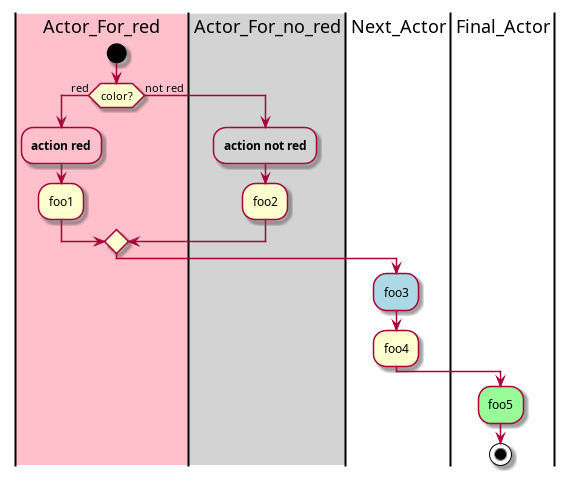 Actor_For_red
Actor_For_no_red
Next_Actor
Final_Actor
red
color?
not red
action red
action not red
foo1
foo2
foo3
foo4
foo5